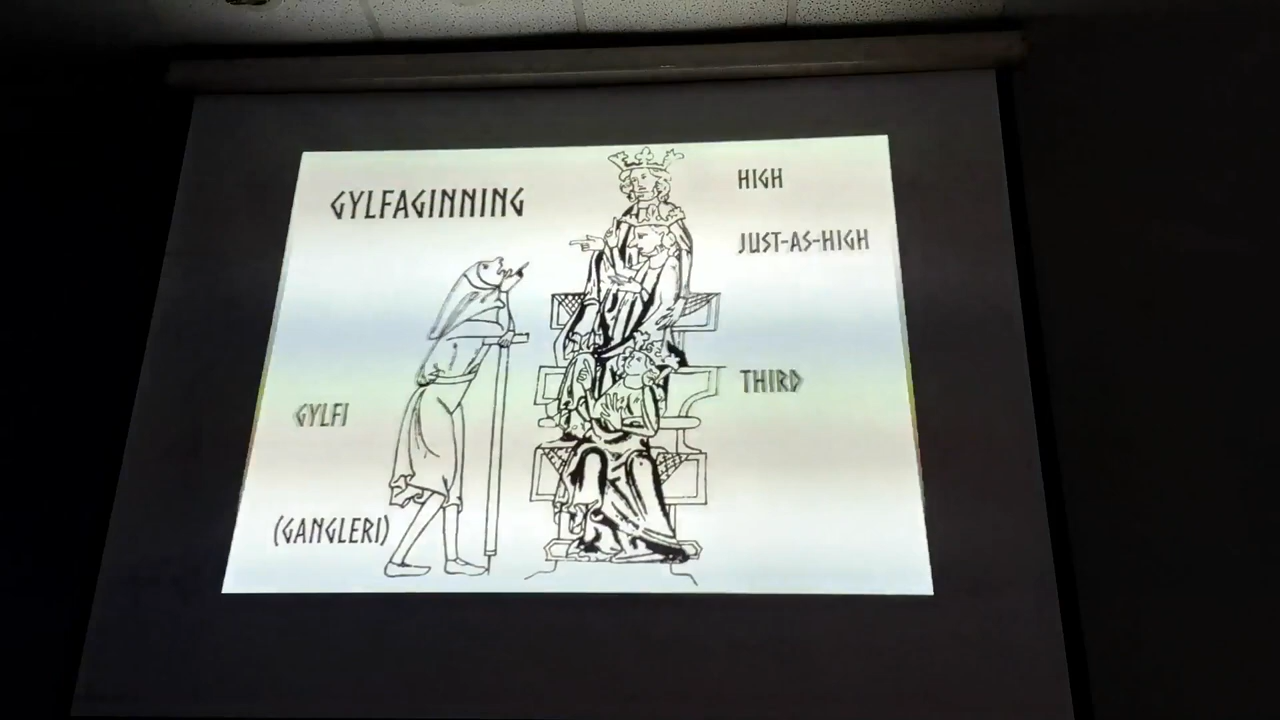 GYLFAGINNING
HIGH
JUST-AS-HIGH
THIRD
GYLFI
(GANGLERI)